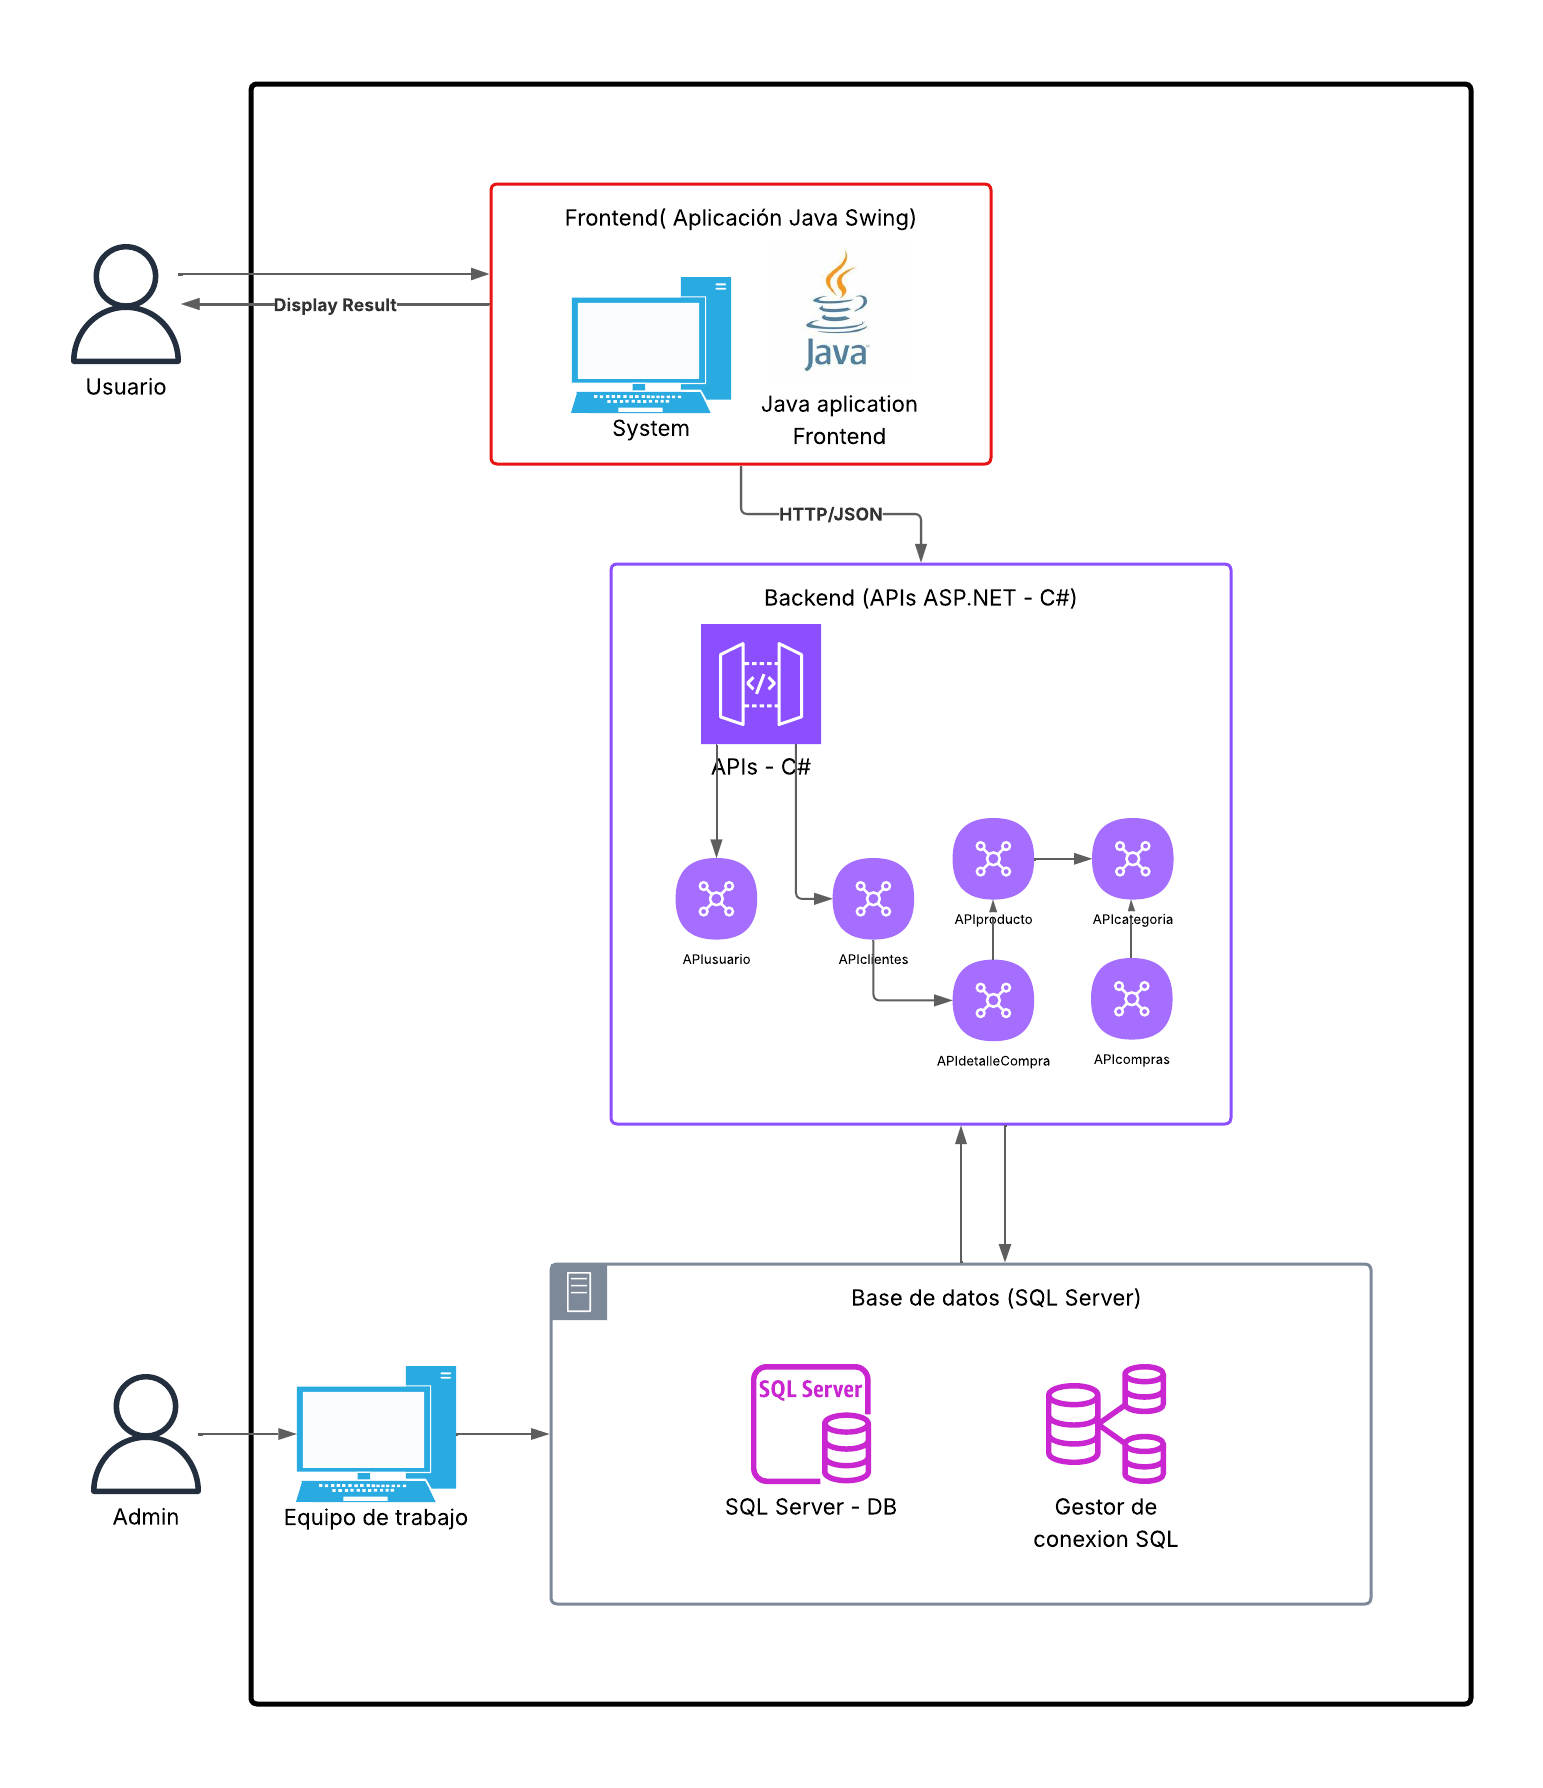 Frontend( Aplicación Java Swing)
Display Result
Usuario
Java
System
Java aplication
Frontend
HTTP/JSON
Backend (APIs ASP.NET - C#)
</>
APIs - C#
APIusuario
APIclientes
APIproducto
APIcategoria
APIdetalleCompra
APIcompras
Base de datos (SQL Server)
SQL Server
SQL Server - DB
Gestor de
conexion SQL
Admin
Equipo de trabajo